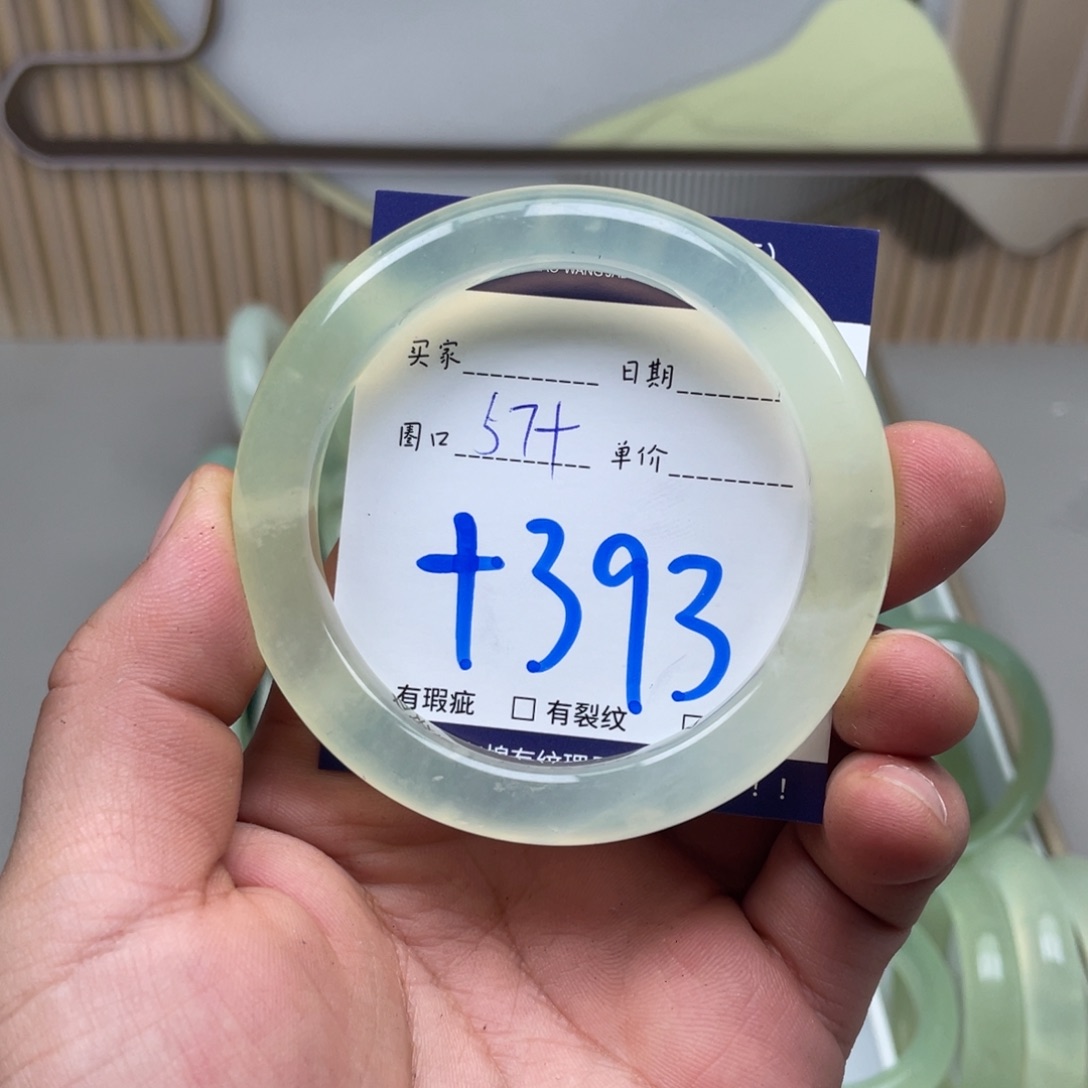 买家 日期
圈口 57+ 单价
+393
有瑕疵 □ 有裂纹
！！